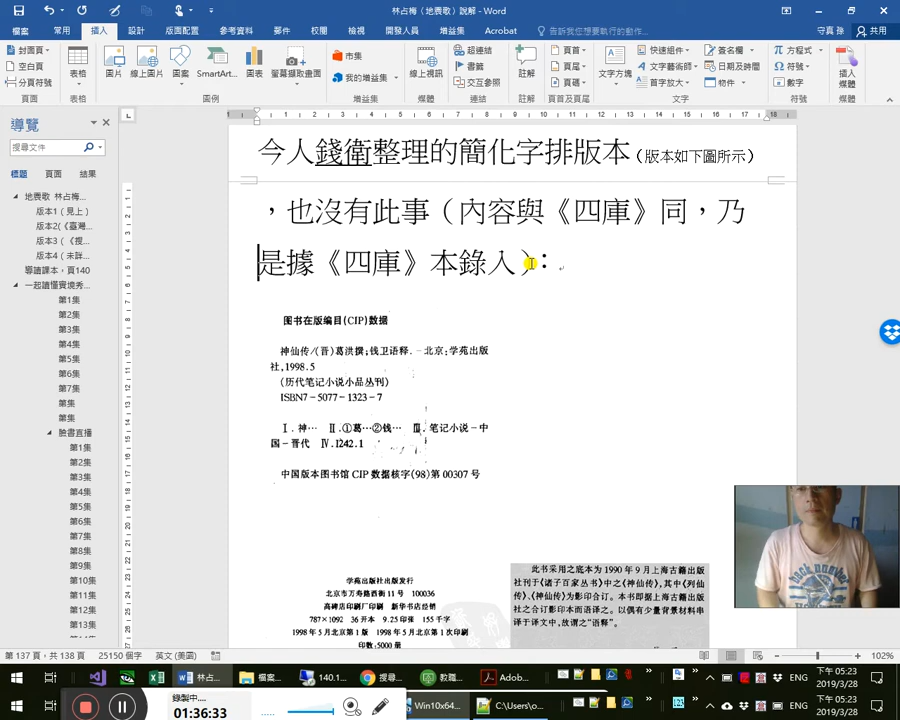 林占梅（地震歌）說解 - Word
檔案 常用 插入 設計 版面配置 參考資料 郵件 校閱 檢視 開發人員 增益集 Acrobat 告訴我您想要執行的動作... 守真 孫 共用
封面頁
空白頁
分頁符號
表格
圖片 線上圖片 圖案 SmartArt... 圖表 螢幕擷取畫面
市集
我的增益集
線上視訊
超連結
書籤
交互參照
註解
頁首
頁尾
頁碼
文字方塊
快速組件
文字藝術師
首字放大
簽名欄
日期及時間
物件
方程式
符號
數字
插入媒體
頁面 表格 圖例 增益集 媒體 連結 註解 頁首及頁尾 文字 符號 媒體
導覽
搜尋文件
標題 頁面 結果
地震歌 林占梅...
版本1（見上）
版本2(《臺灣...
版本3（《搜...
版本4（未詳...
導讀課本，頁140
一起讀懂實境秀...
第1集
第2集
第3集
第4集
第5集
第6集
第7集
第集
第集
臉書直播
第1集
第2集
第3集
第4集
第5集
第6集
第7集
第8集
第9集
第10集
第11集
第12集
第13集
今人錢衛整理的簡化字排版本（版本如下圖所示）
，也沒有此事（內容與《四庫》同，乃
是據《四庫》本錄入）：
图书在版编目(CIP)数据
神仙传/(晋)葛洪撰;钱卫语释. —北京:学苑出版
社,1998.5
(历代笔记小说小品丛刊)
ISBN7-5077-1323-7
Ⅰ.神… Ⅱ.①葛…②钱… Ⅲ.笔记小说-中
国-晋代 Ⅳ.I242.1
中国版本图书馆CIP数据核字(98)第00307号
学苑出版社出版发行
北京市万寿路西街11号 100036
高碑店印刷厂印刷 新华书店经销
787×1092 36开本 9.25印张 155千字
1998年5月北京第1版 1998年5月北京第1次印刷
印数:5000册
此书采用之底本为1990年9月上海古籍出版
社刊于《诸子百家丛书》中之《神仙传》,其中《列仙
传》、《神仙传》为影印合订。本书即据上海古籍出版
社之合订影印本而语译之。以偶有少量背景材料串
译于译文中,故谓之“语释”。
back number
第 137 頁，共 138 頁 25150 個字 英文 (美國) 102%
林占... 檔案... 140.1... 搜尋... 教職... Adob... ENG 下午 05:23 2019/3/28
錄製中...
01:36:33
Win10x64... C:\Users\o... ENG 下午 05:23 2019/3/28